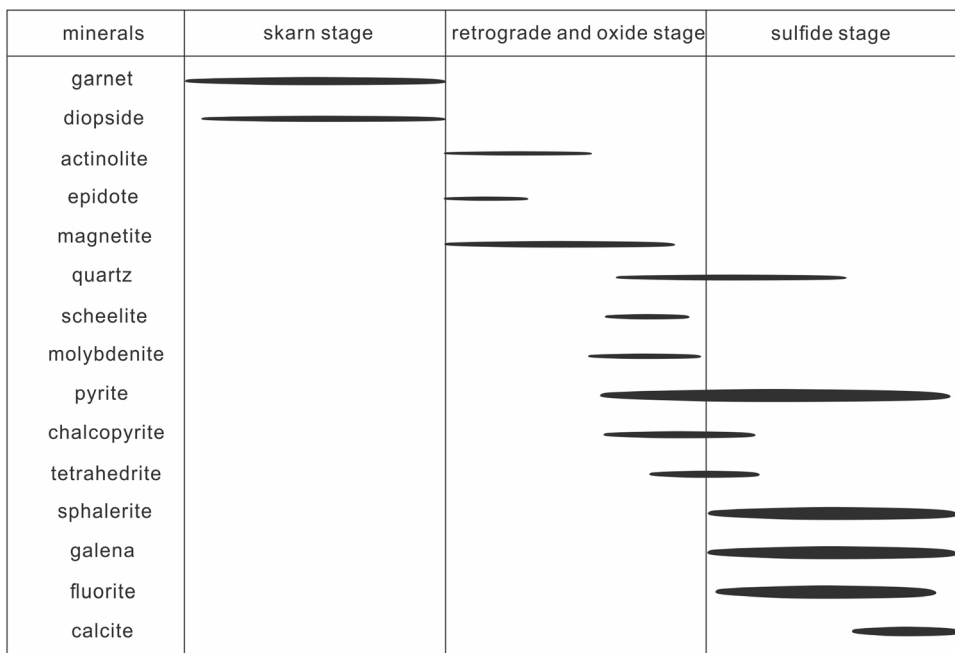 minerals skarn stage retrograde and oxide stage sulfide stage
garnet
diopside
actinolite
epidote
magnetite
quartz
scheelite
molybdenite
pyrite
chalcopyrite
tetrahedrite
sphalerite
galena
fluorite
calcite